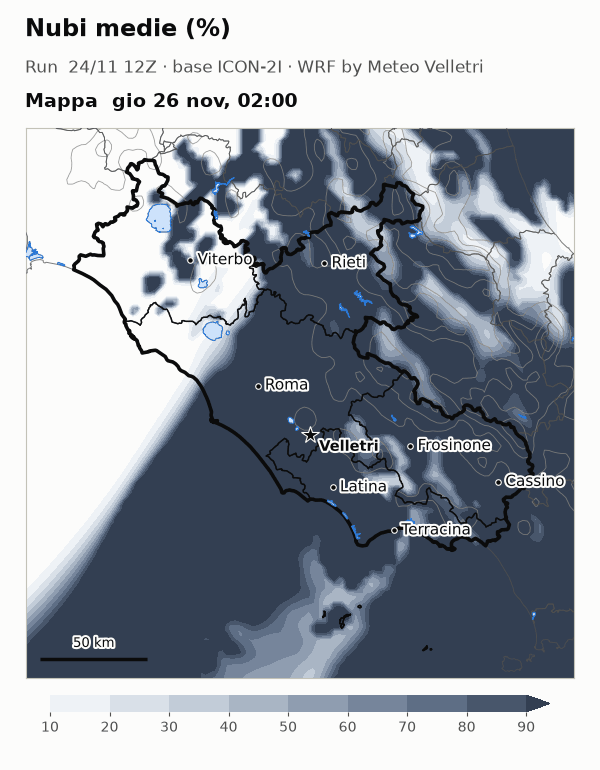 Nubi medie (%)
Run  24/11 12Z · base ICON-2I · WRF by Meteo Velletri
Mappa  gio 26 nov, 02:00
Viterbo
Rieti
Roma
Velletri
Frosinone
Latina
Cassino
Terracina
50 km
10 20 30 40 50 60 70 80 90